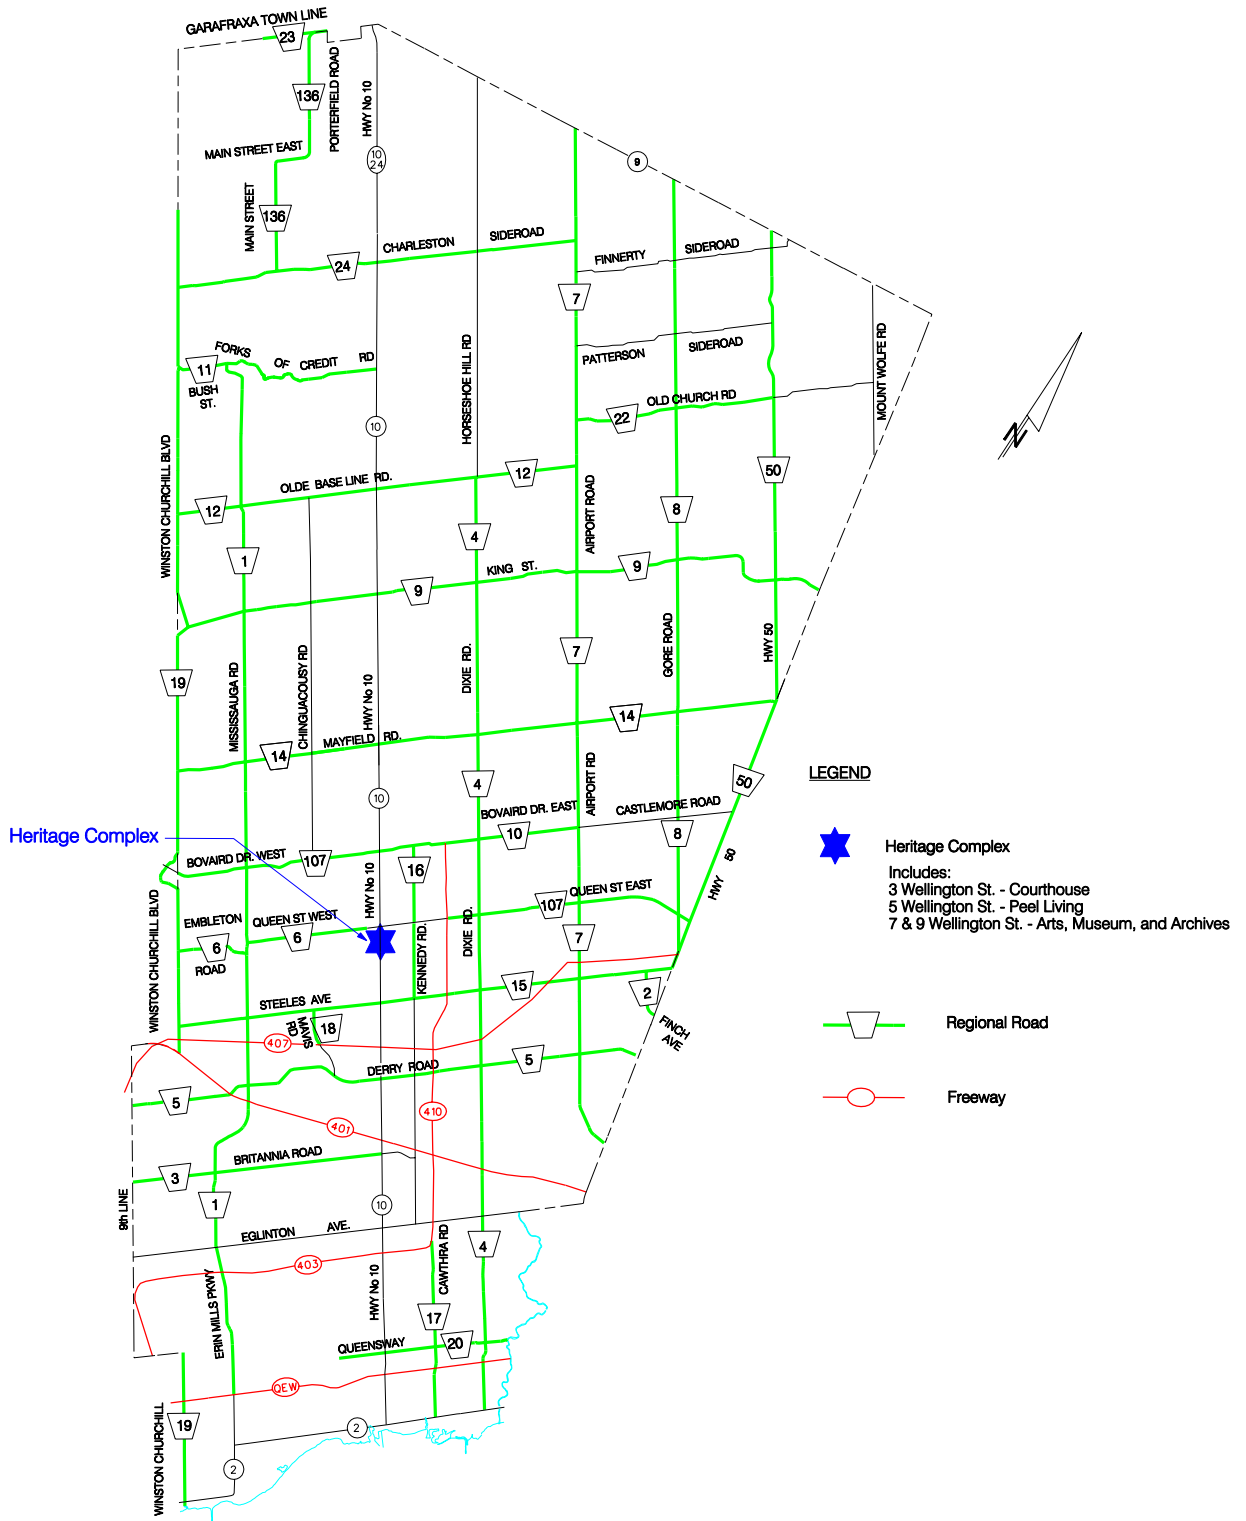 GARAFRAXA TOWN LINE
23
136
PORTERFIELD ROAD
HWY No 10
MAIN STREET EAST
10
24
9
MAIN STREET
136
CHARLESTON SIDEROAD
24
FINNERTY SIDEROAD
7
FORKS OF CREDIT RD
11
BUSH
ST.
HORSESHOE HILL RD
PATTERSON SIDEROAD
MOUNT WOLFE RD
OLD CHURCH RD
22
10
WINSTON CHURCHILL BLVD
OLDE BASE LINE RD.
12
12
50
AIRPORT ROAD
8
4
1
KING ST.
9
9
7
GORE ROAD
HWY 50
DIXIE RD.
19
MISSISSAUGA RD
CHINGUACOUSY RD
HWY No 10
14
MAYFIELD RD.
14
4
AIRPORT RD
50
LEGEND
10
BOVAIRD DR. EAST
CASTLEMORE ROAD
10
8
Heritage Complex
BOVAIRD DR. WEST
107
16
HWY No 10
HWY 50
Heritage Complex
Includes:
3 Wellington St. - Courthouse
5 Wellington St. - Peel Living
7 & 9 Wellington St. - Arts, Museum, and Archives
WINSTON CHURCHILL BLVD
EMBLETON
ROAD
6
QUEEN ST WEST
6
KENNEDY RD.
DIXIE RD.
107
QUEEN ST EAST
7
STEELES AVE
15
2
FINCH
AVE
MAVIS
RD
18
407
Regional Road
DERRY ROAD
5
5
410
401
Freeway
BRITANNIA ROAD
3
1
9th LINE
10
EGLINTON AVE.
403
CAWTHRA RD
4
ERIN MILLS PKWY
HWY No 10
17
QUEENSWAY
20
QEW
WINSTON CHURCHILL
19
2
2
N